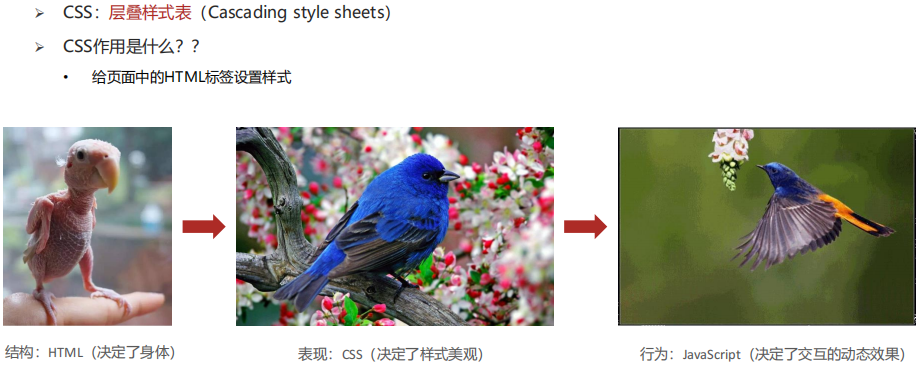 CSS：层叠样式表（Cascading style sheets）
CSS作用是什么？？
给页面中的HTML标签设置样式
结构：HTML（决定了身体）
表现：CSS（决定了样式美观）
行为：JavaScript（决定了交互的动态效果）